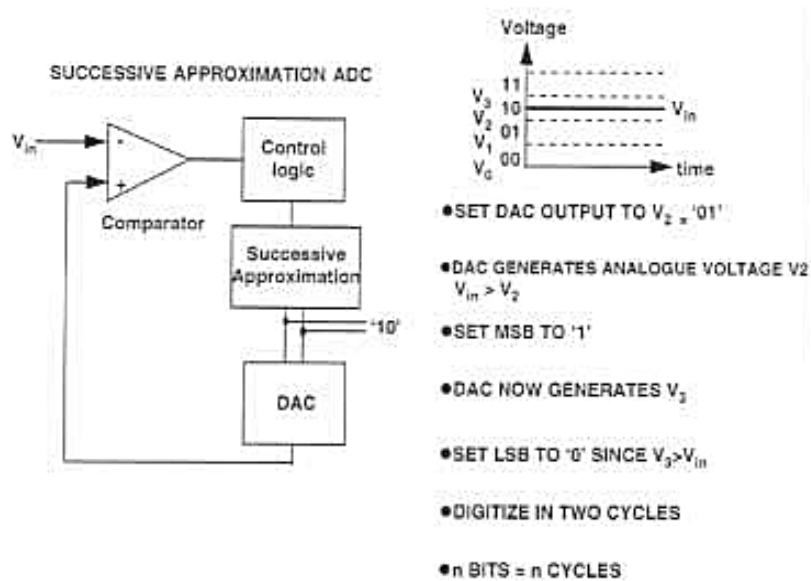 SUCCESSIVE APPROXIMATION ADC
Vin
-
+
Comparator
Control
logic
Successive
Approximation
'10'
DAC
Voltage
11
V3
10
Vin
V2
01
V1
00
V0
time
●SET DAC OUTPUT TO V2 = '01'
●DAC GENERATES ANALOGUE VOLTAGE V2
Vin > V2
●SET MSB TO '1'
●DAC NOW GENERATES V3
●SET LSB TO '0' SINCE V3>Vin
●DIGITIZE IN TWO CYCLES
●n BITS = n CYCLES